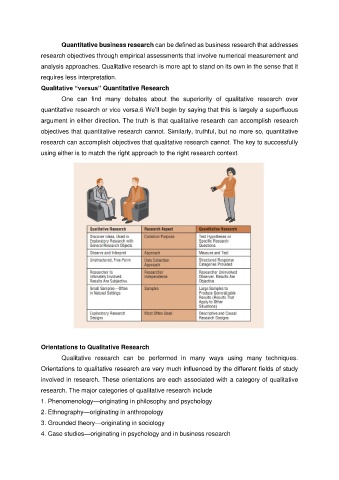 Quantitative business research can be defined as business research that addresses
research objectives through empirical assessments that involve numerical measurement and
analysis approaches. Qualitative research is more apt to stand on its own in the sense that it
requires less interpretation.
Qualitative “versus” Quantitative Research
One can find many debates about the superiority of qualitative research over
quantitative research or vice versa.6 We’ll begin by saying that this is largely a superfluous
argument in either direction. The truth is that qualitative research can accomplish research
objectives that quantitative research cannot. Similarly, truthful, but no more so, quantitative
research can accomplish objectives that qualitative research cannot. The key to successfully
using either is to match the right approach to the right research context.
Qualitative Research Research Aspect Quantitative Research
Discover Ideas, Used in Common Purpose Test Hypotheses or
Exploratory Research with Specific Research
General Research Objects Questions
Observe and Interpret Approach Measure and Test
Unstructured, Free Form Data Collection Structured Response
Approach Categories Provided
Researcher Is Researcher Researcher Uninvolved
Intimately Involved. Independence Observer. Results Are
Results Are Subjective. Objective.
Small Samples—Often Samples Large Samples to
in Natural Settings Produce Generalizable
Results (Results That
Apply to Other
Situations)
Exploratory Research Most Often Used Descriptive and Causal
Designs Research Designs
Orientations to Qualitative Research
Qualitative research can be performed in many ways using many techniques.
Orientations to qualitative research are very much influenced by the different fields of study
involved in research. These orientations are each associated with a category of qualitative
research. The major categories of qualitative research include
1. Phenomenology—originating in philosophy and psychology
2. Ethnography—originating in anthropology
3. Grounded theory—originating in sociology
4. Case studies—originating in psychology and in business research